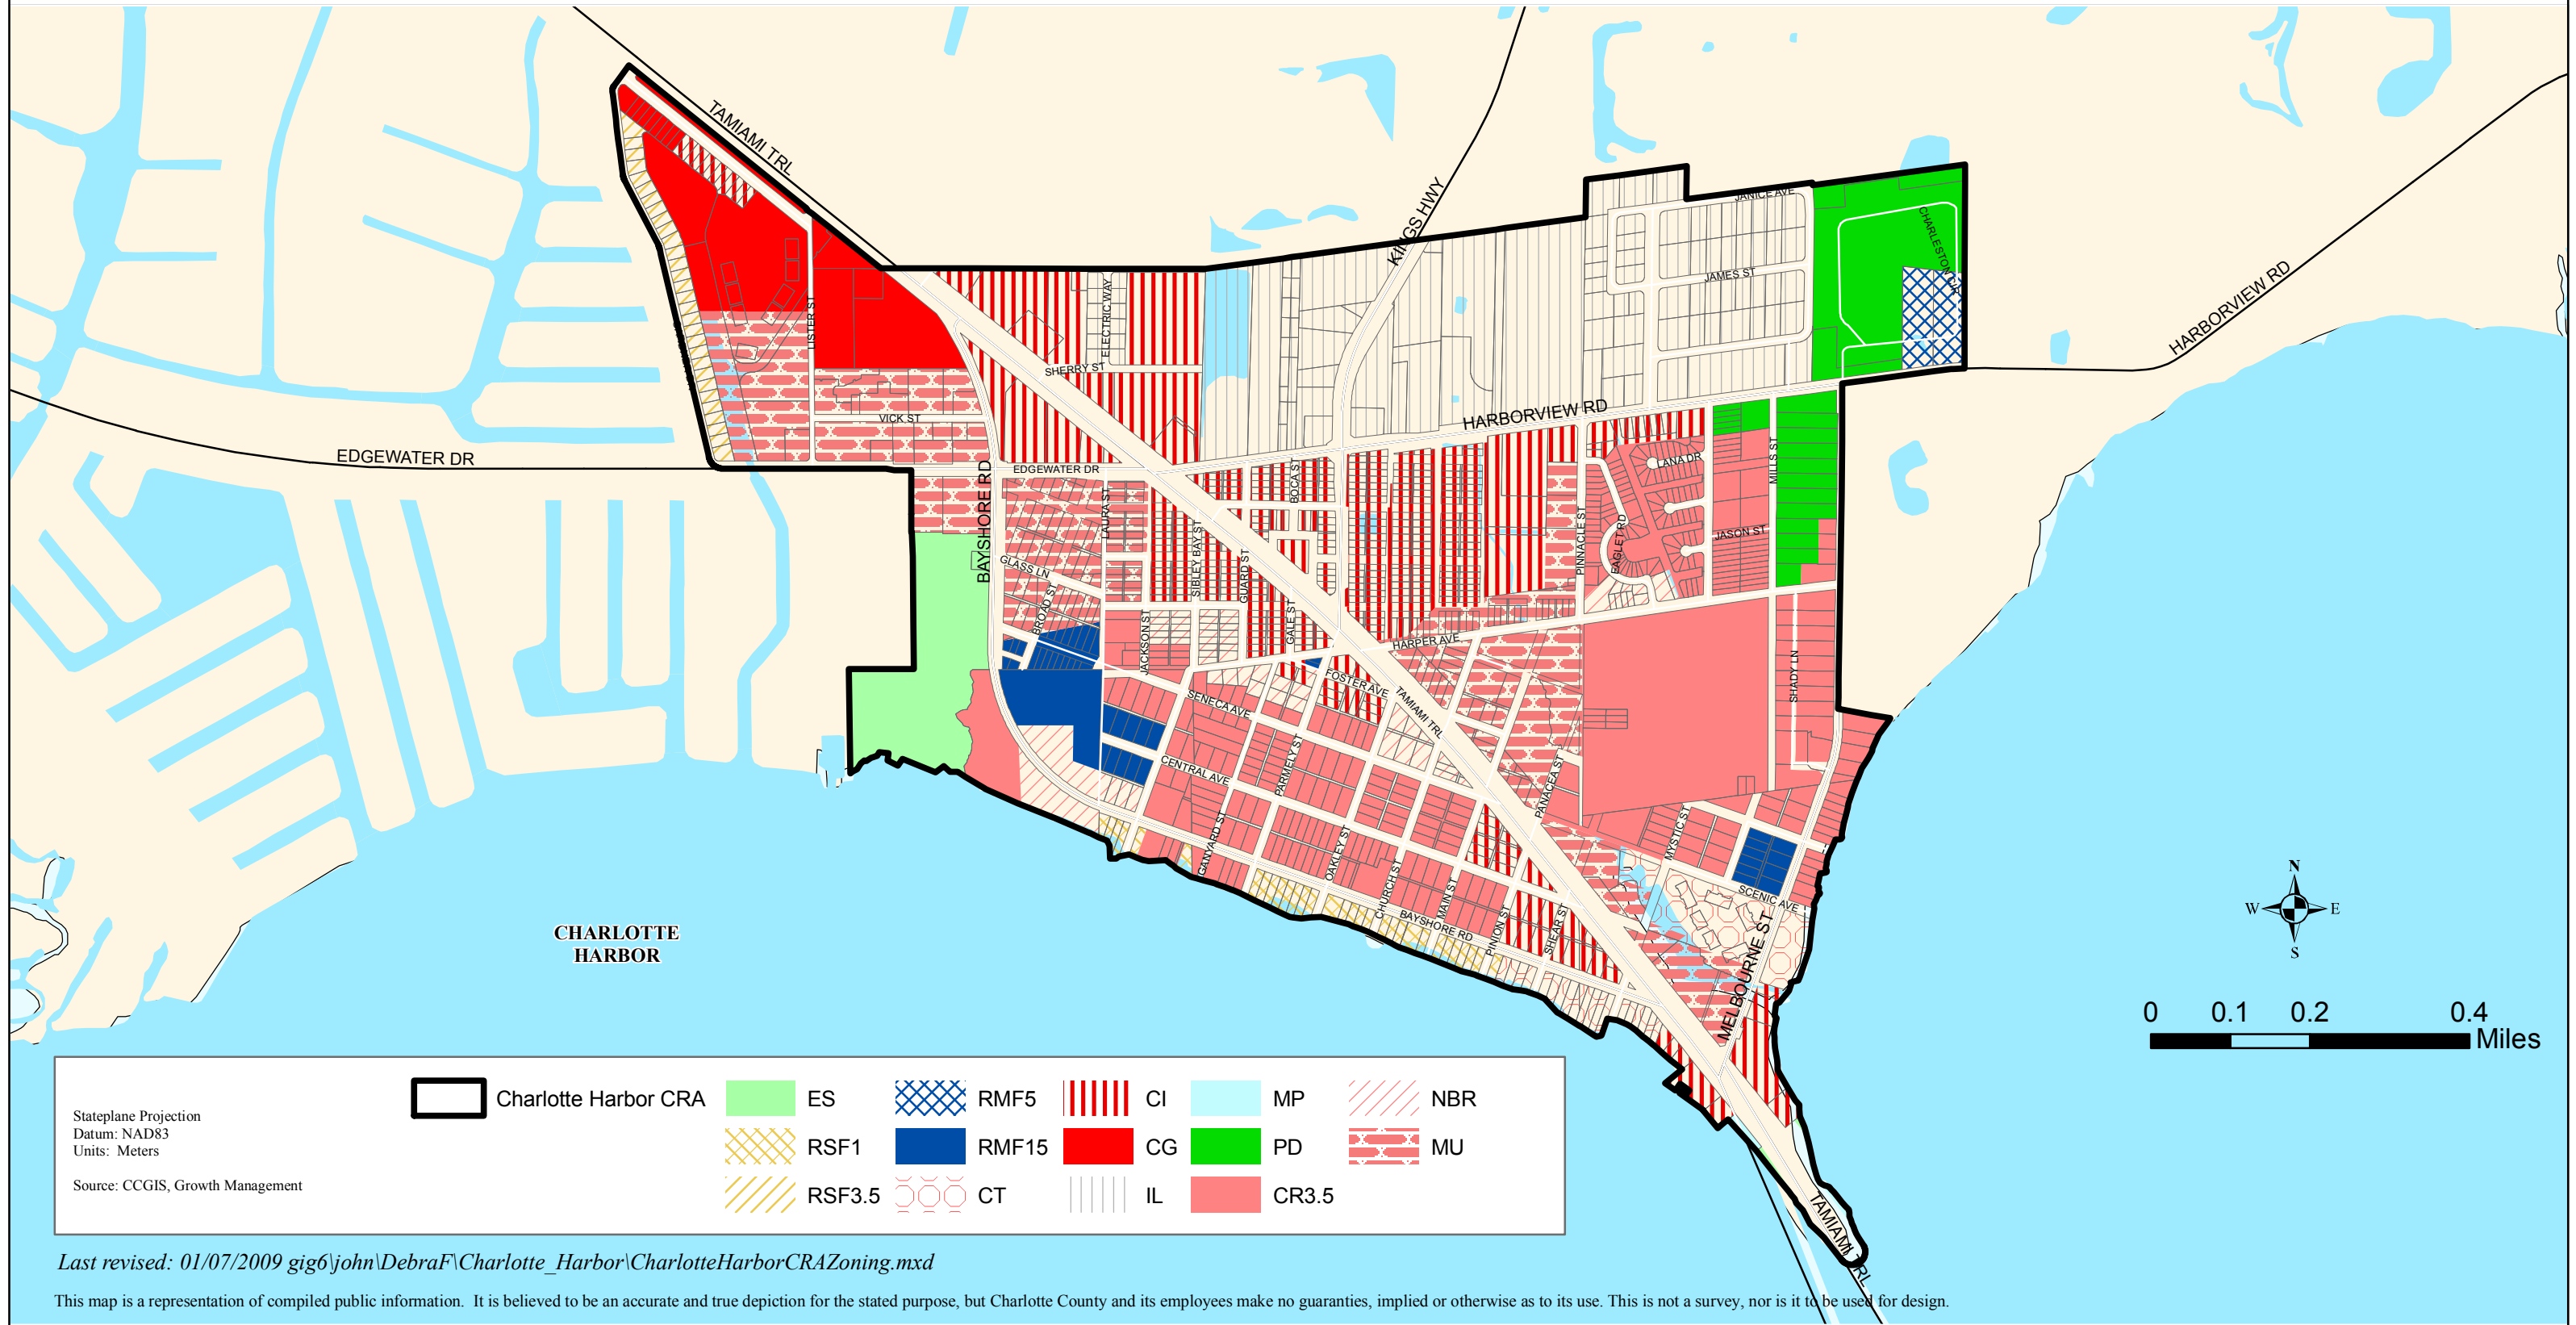 TAMIAMI TRL
KINGS HWY
JANICE AVE
CHARLESTON CIR
JAMES ST
HARBORVIEW RD
ELECTRIC WAY
LISTER ST
SHERRY ST
HARBORVIEW RD
VICK ST
EDGEWATER DR
EDGEWATER DR
BAYSHORE RD
LAURA ST
BOCA ST
LANA DR
MILLS ST
SIBLEY BAY ST
GUARD ST
PINNACLE ST
EAGLET RD
JASON ST
GLASS LN
BROAD ST
JACKSON ST
GALE ST
HARPER AVE
SHADY LN
FOSTER AVE
TAMIAMI TRL
SENECA AVE
PARMELY ST
CENTRAL AVE
PANACEA ST
GANYARD ST
OAKLEY ST
MYSTIC ST
CHURCH ST
MAIN ST
SCENIC AVE
BAYSHORE RD
PINION ST
SHEAR ST
MELBOURNE ST
TAMIAMI TRL
CHARLOTTE
HARBOR
N
W E
S
0 0.1 0.2 0.4
Miles
Stateplane Projection
Datum: NAD83
Units: Meters
Source: CCGIS, Growth Management
Charlotte Harbor CRA
ES RMF5 CI MP NBR
RSF1 RMF15 CG PD MU
RSF3.5 CT IL CR3.5
Last revised: 01/07/2009 gig6\john\DebraF\Charlotte_Harbor\CharlotteHarborCRAZoning.mxd
This map is a representation of compiled public information. It is believed to be an accurate and true depiction for the stated purpose, but Charlotte County and its employees make no guaranties, implied or otherwise as to its use. This is not a survey, nor is it to be used for design.